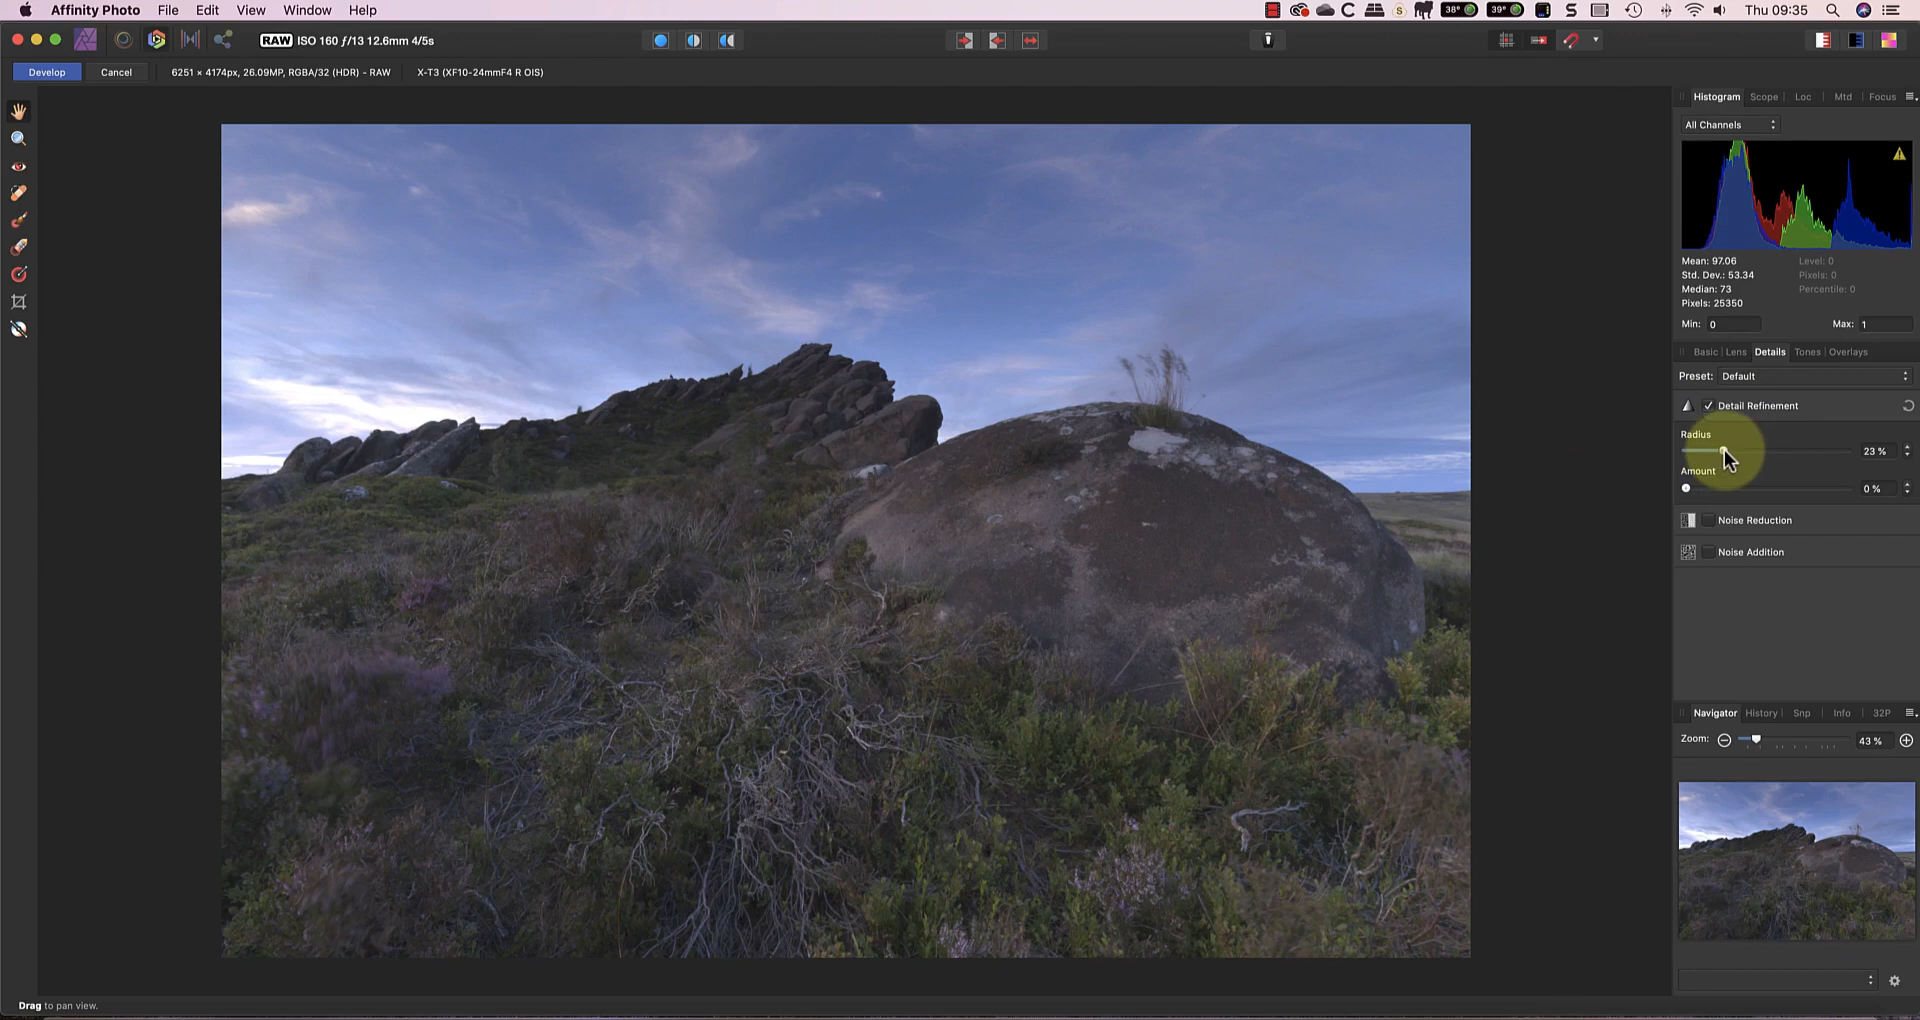 Affinity Photo File Edit View Window Help
38° 39° Thu 09:35
RAW ISO 160 ƒ/13 12.6mm 4/5s
Develop Cancel 6251 × 4174px, 26.09MP, RGBA/32 (HDR) - RAW X-T3 (XF10-24mmF4 R OIS)
Histogram Scope Loc Mtd Focus
All Channels
Mean: 97.06 Level: 0
Std. Dev.: 53.34 Pixels: 0
Median: 73 Percentile: 0
Pixels: 25350
Min: 0 Max: 1
Basic Lens Details Tones Overlays
Preset: Default
Detail Refinement
Radius
23 %
Amount
0 %
Noise Reduction
Noise Addition
Navigator History Snp Info 32P
Zoom: 43 %
Drag to pan view.